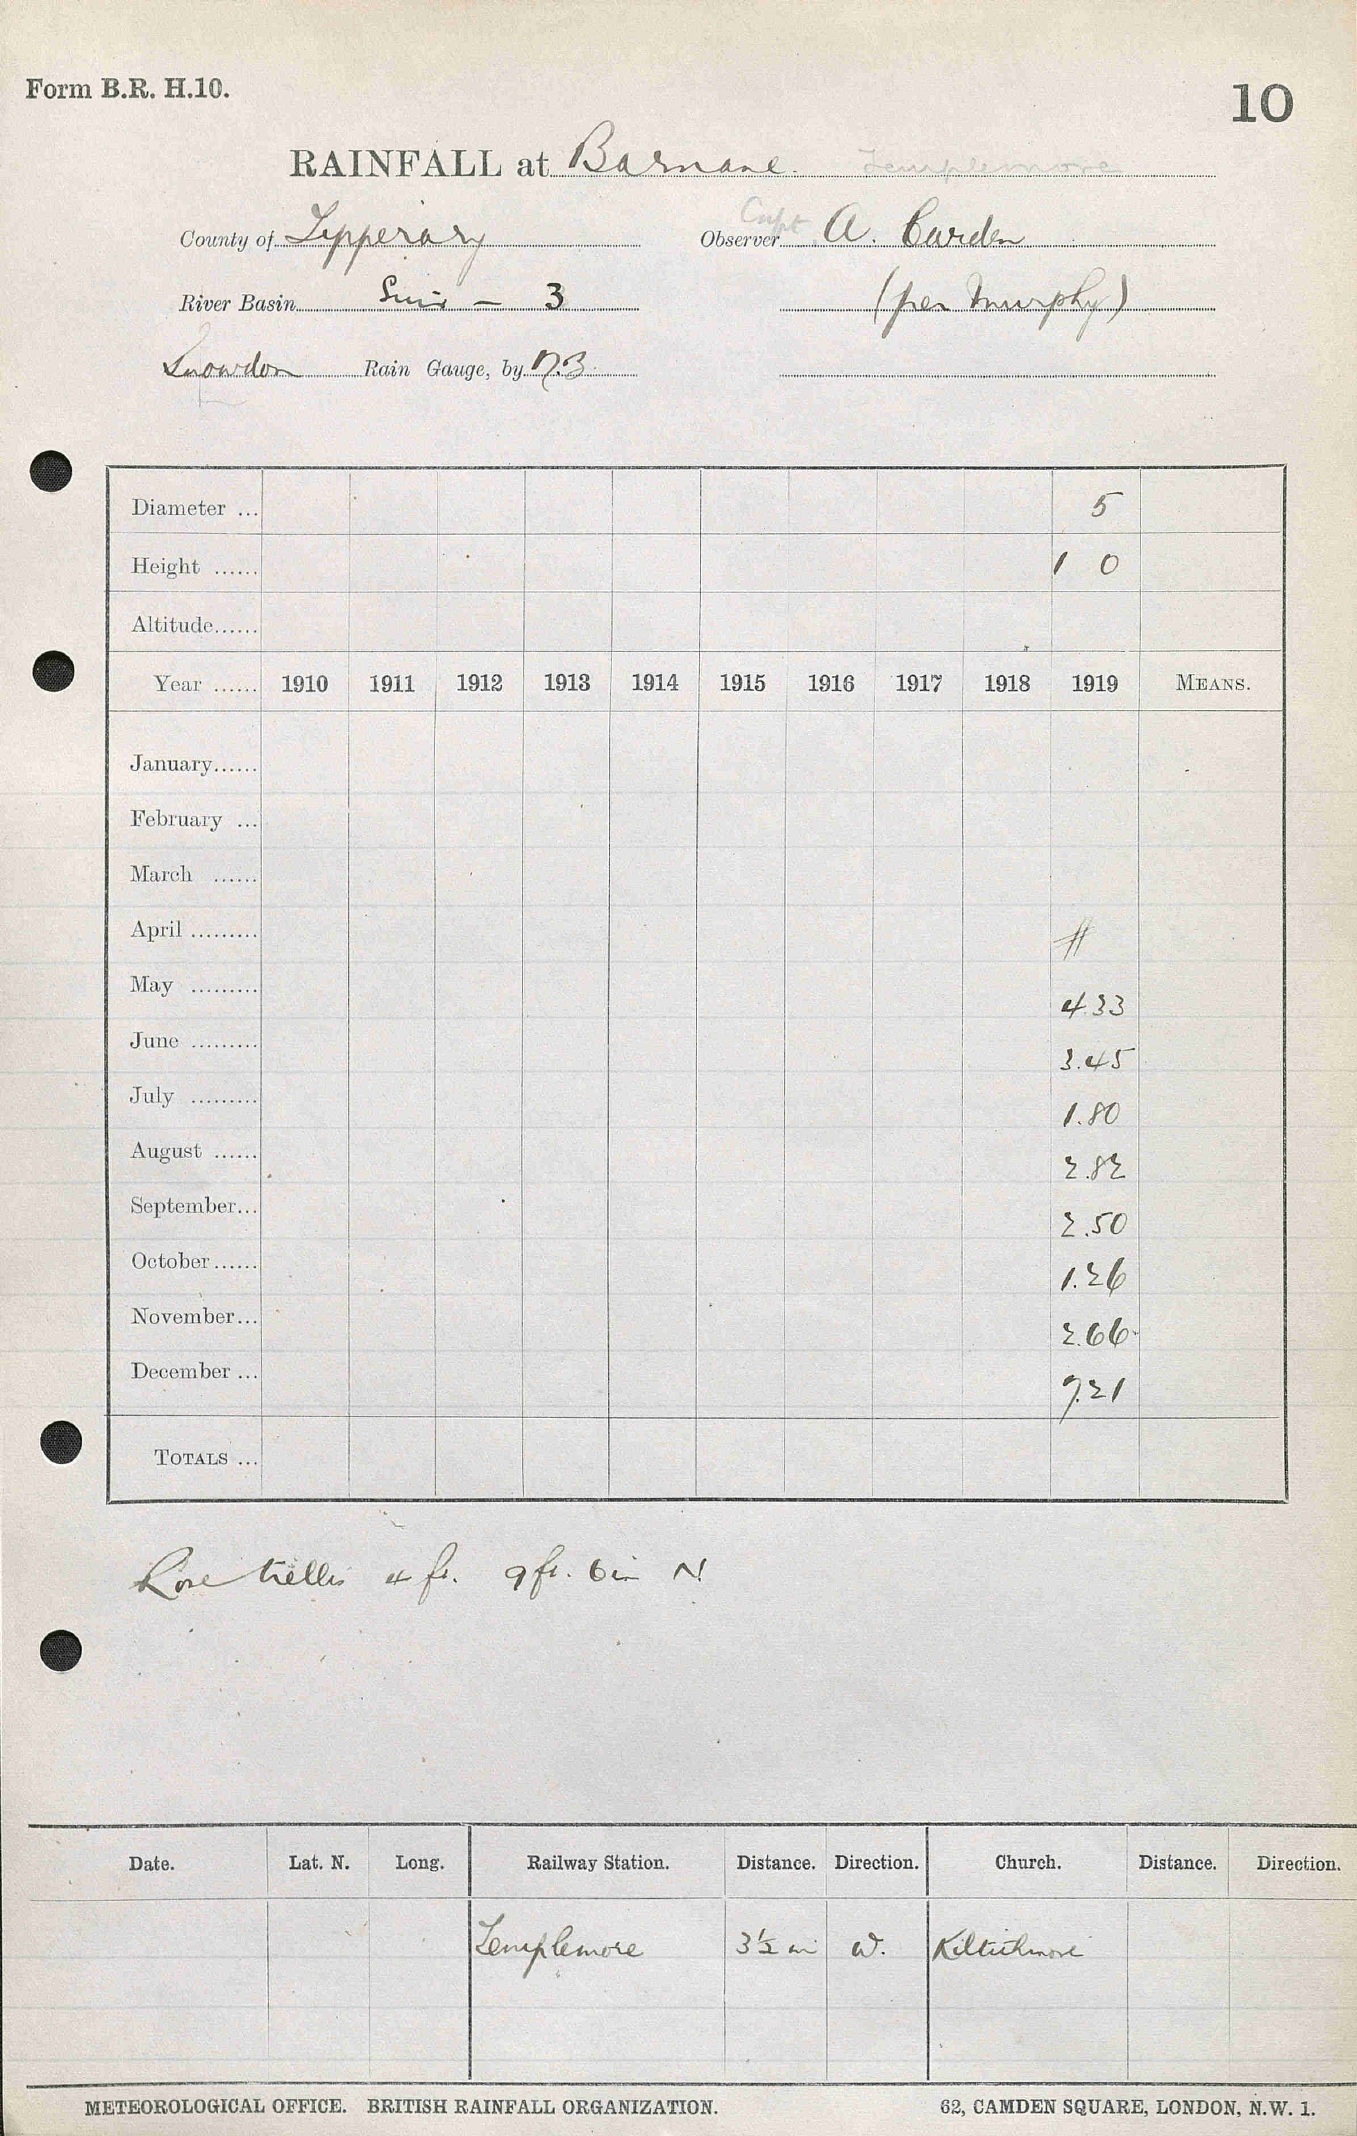 Form B.R. H.10.
10
RAINFALL at Barnane. Templemore
County of Tipperary Observer Capt. A. Carden
River Basin Suir — 3 (per Murphy)
Snowdon Rain Gauge, by N.3.
Diameter ... 5
Height ...... 1 0
Altitude......
Year ...... 1910 1911 1912 1913 1914 1915 1916 1917 1918 1919 MEANS.
January......
February ...
March ......
April ......... #
May ......... 4.33
June ......... 3.45
July ......... 1.80
August ...... 2.82
September... 2.50
October...... 1.26
November... 2.66
December ... 7.21
TOTALS ...
Rose trellis 4 ft. 9 ft. 6 in N
Date. Lat. N. Long. Railway Station. Distance. Direction. Church. Distance. Direction.
Templemore 3½ mi W.
METEOROLOGICAL OFFICE. BRITISH RAINFALL ORGANIZATION. 62, CAMDEN SQUARE, LONDON, N.W. 1.